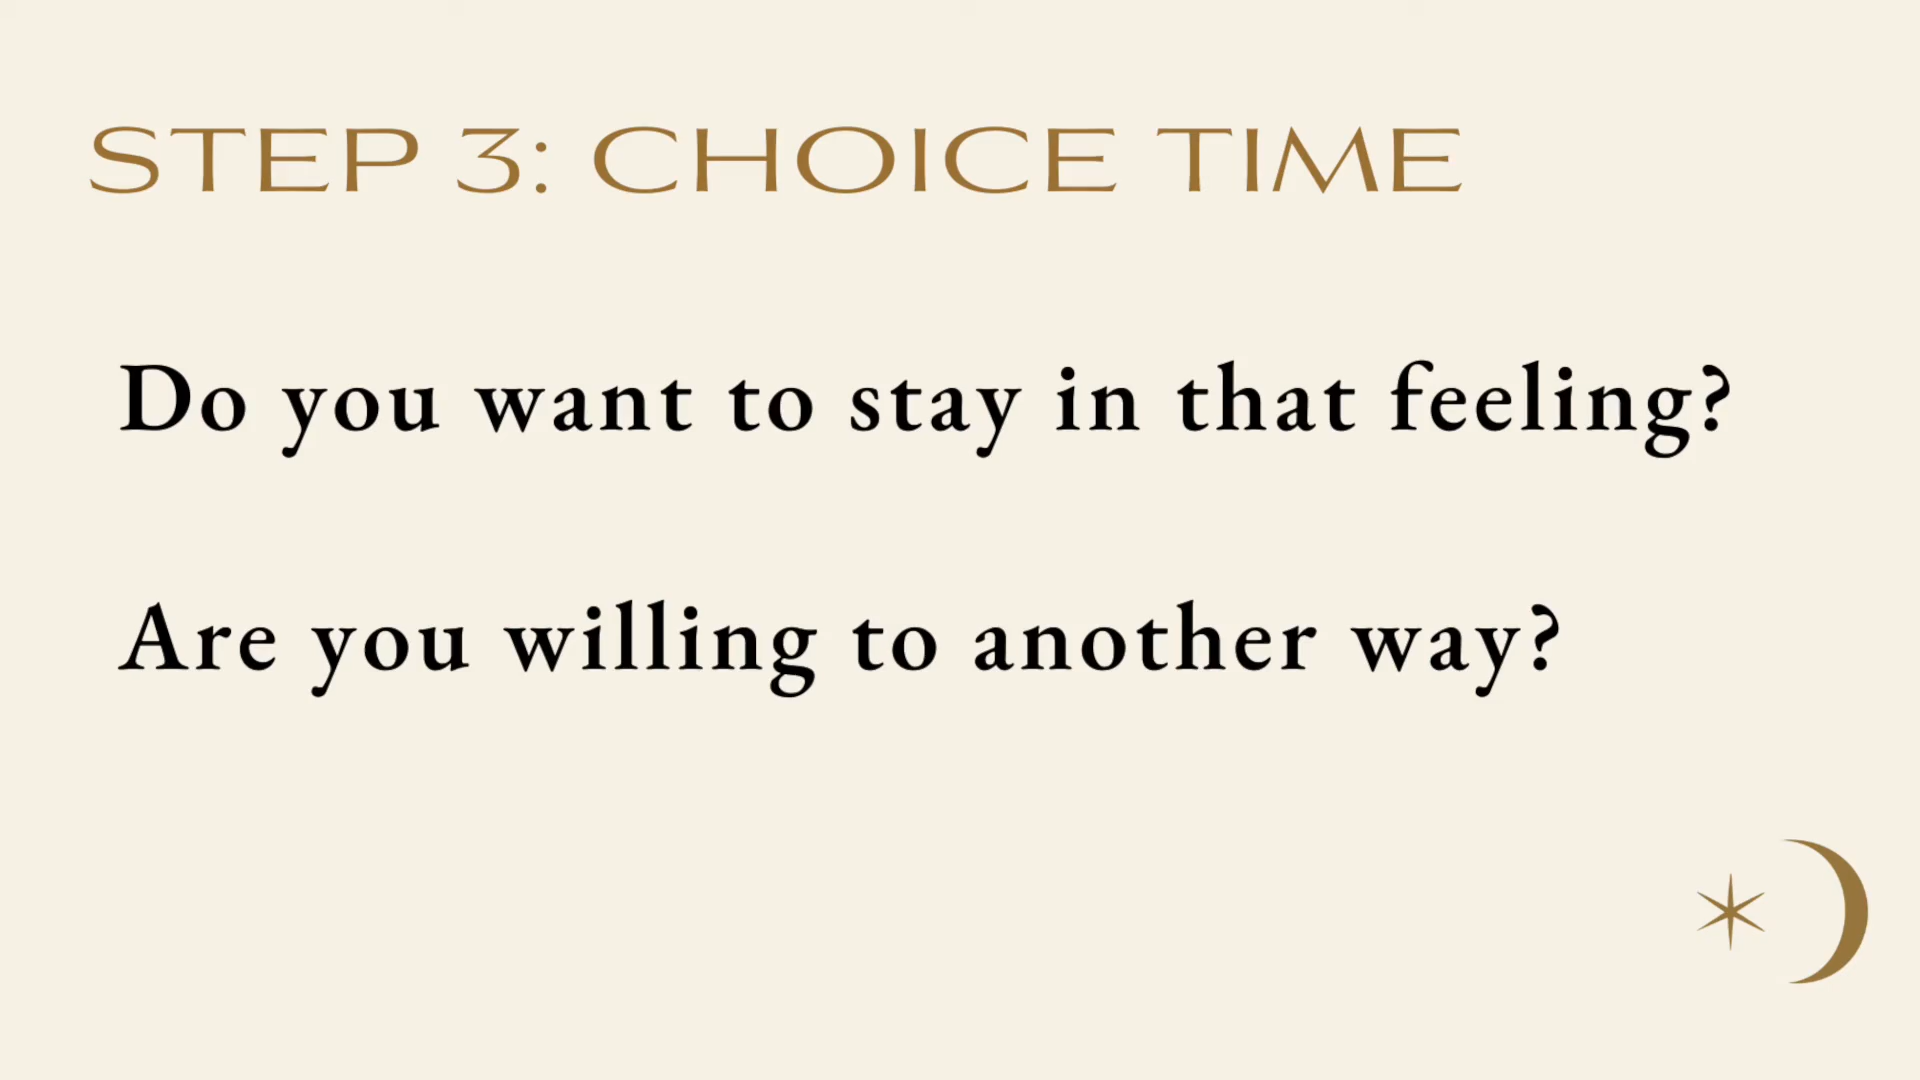 STEP 3: CHOICE TIME
Do you want to stay in that feeling?
Are you willing to another way?